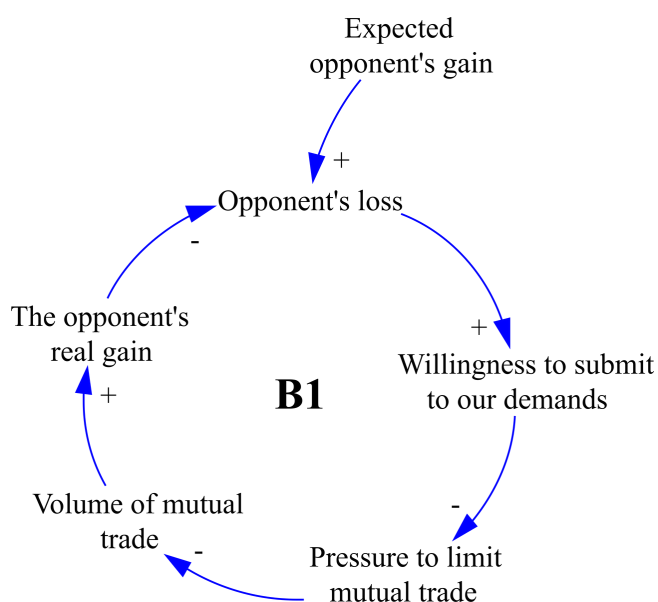 Expected
opponent's gain
+
Opponent's loss
-
+
The opponent's
real gain
Willingness to submit
to our demands
B1
+
-
Volume of mutual
trade
-
Pressure to limit
mutual trade